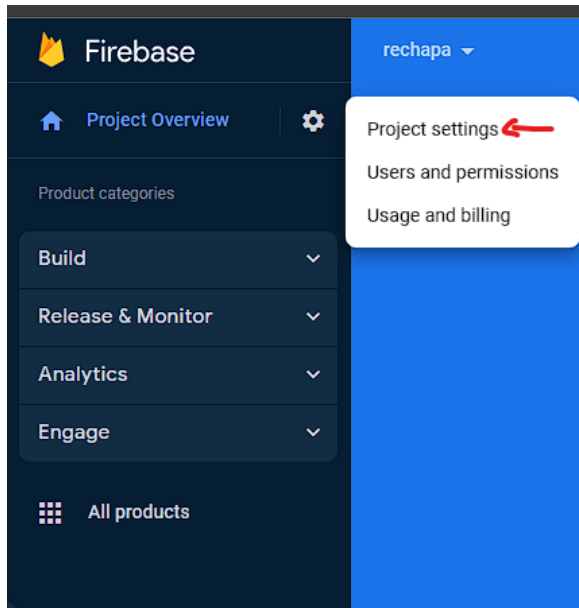 Firebase
rechapa
Project Overview
Project settings
Users and permissions
Usage and billing
Product categories
Build
Release & Monitor
Analytics
Engage
All products